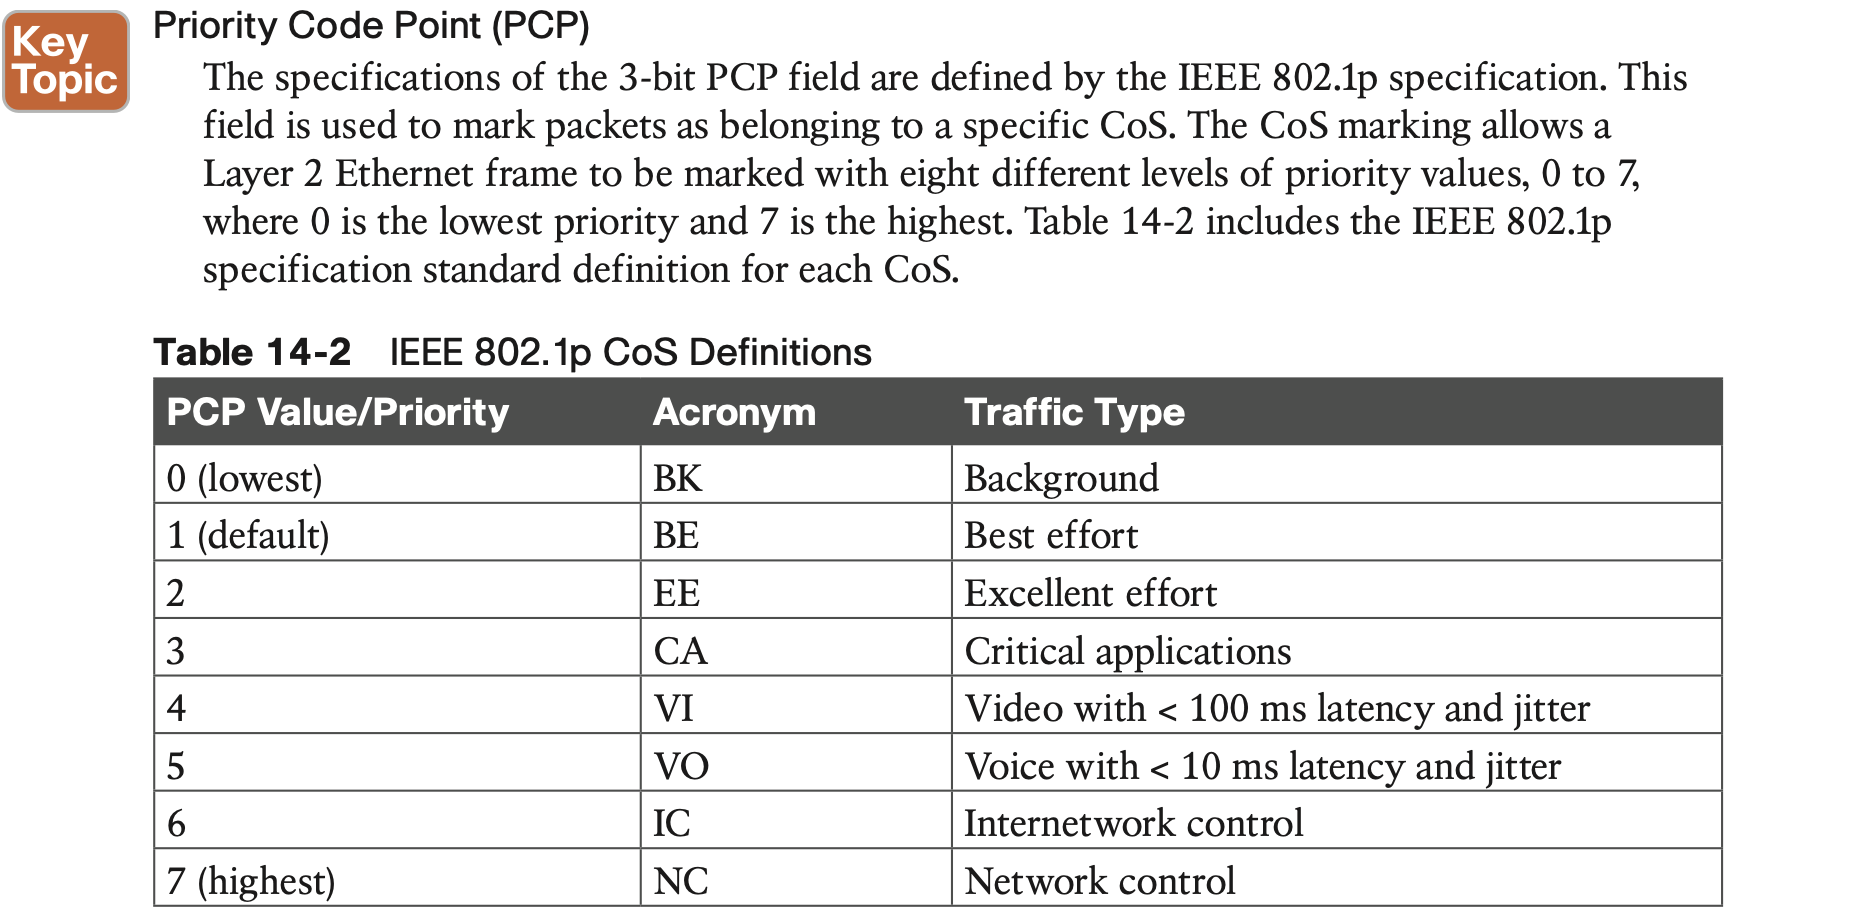 Key
Topic
Priority Code Point (PCP)
The specifications of the 3-bit PCP field are defined by the IEEE 802.1p specification. This
field is used to mark packets as belonging to a specific CoS. The CoS marking allows a
Layer 2 Ethernet frame to be marked with eight different levels of priority values, 0 to 7,
where 0 is the lowest priority and 7 is the highest. Table 14-2 includes the IEEE 802.1p
specification standard definition for each CoS.
Table 14-2 IEEE 802.1p CoS Definitions
PCP Value/Priority Acronym Traffic Type
0 (lowest) BK Background
1 (default) BE Best effort
2 EE Excellent effort
3 CA Critical applications
4 VI Video with < 100 ms latency and jitter
5 VO Voice with < 10 ms latency and jitter
6 IC Internetwork control
7 (highest) NC Network control